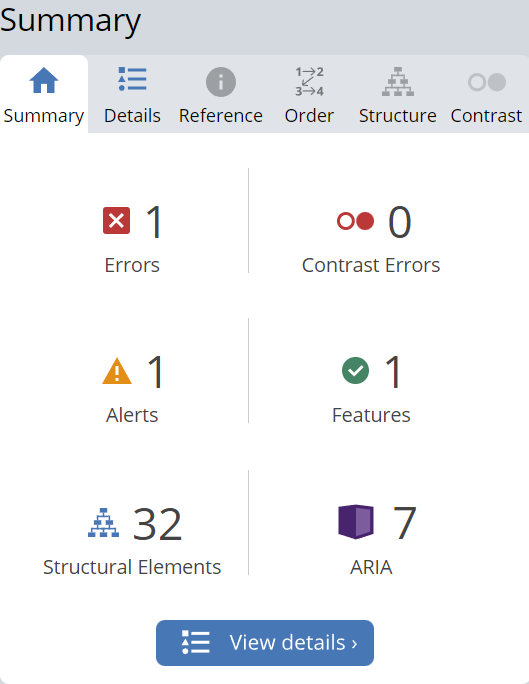 Summary
1→2
3→4
Summary Details Reference Order Structure Contrast
1 0
Errors Contrast Errors
1 1
Alerts Features
32 7
Structural Elements ARIA
View details ›